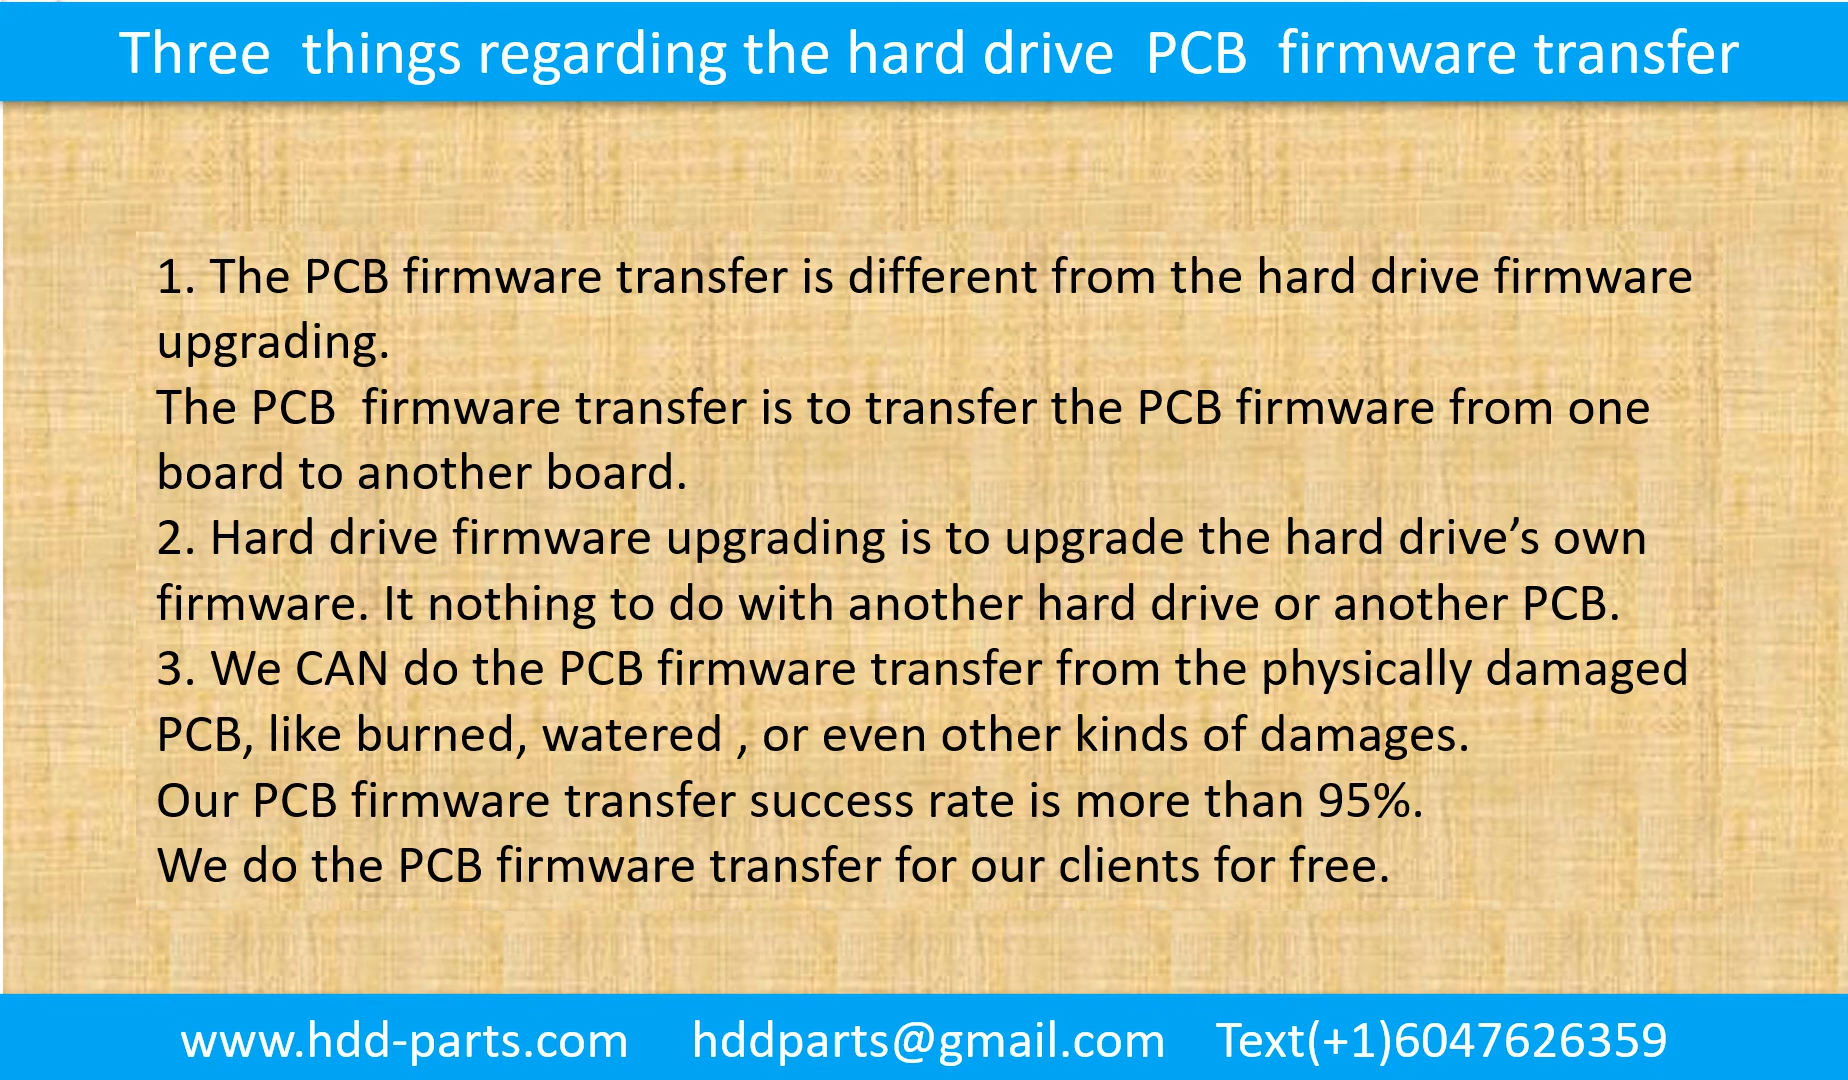 Three  things regarding the hard drive  PCB  firmware transfer
1. The PCB firmware transfer is different from the hard drive firmware
upgrading.
The PCB  firmware transfer is to transfer the PCB firmware from one
board to another board.
2. Hard drive firmware upgrading is to upgrade the hard drive’s own
firmware. It nothing to do with another hard drive or another PCB.
3. We CAN do the PCB firmware transfer from the physically damaged
PCB, like burned, watered , or even other kinds of damages.
Our PCB firmware transfer success rate is more than 95%.
We do the PCB firmware transfer for our clients for free.
www.hdd-parts.com     hddparts@gmail.com    Text(+1)6047626359